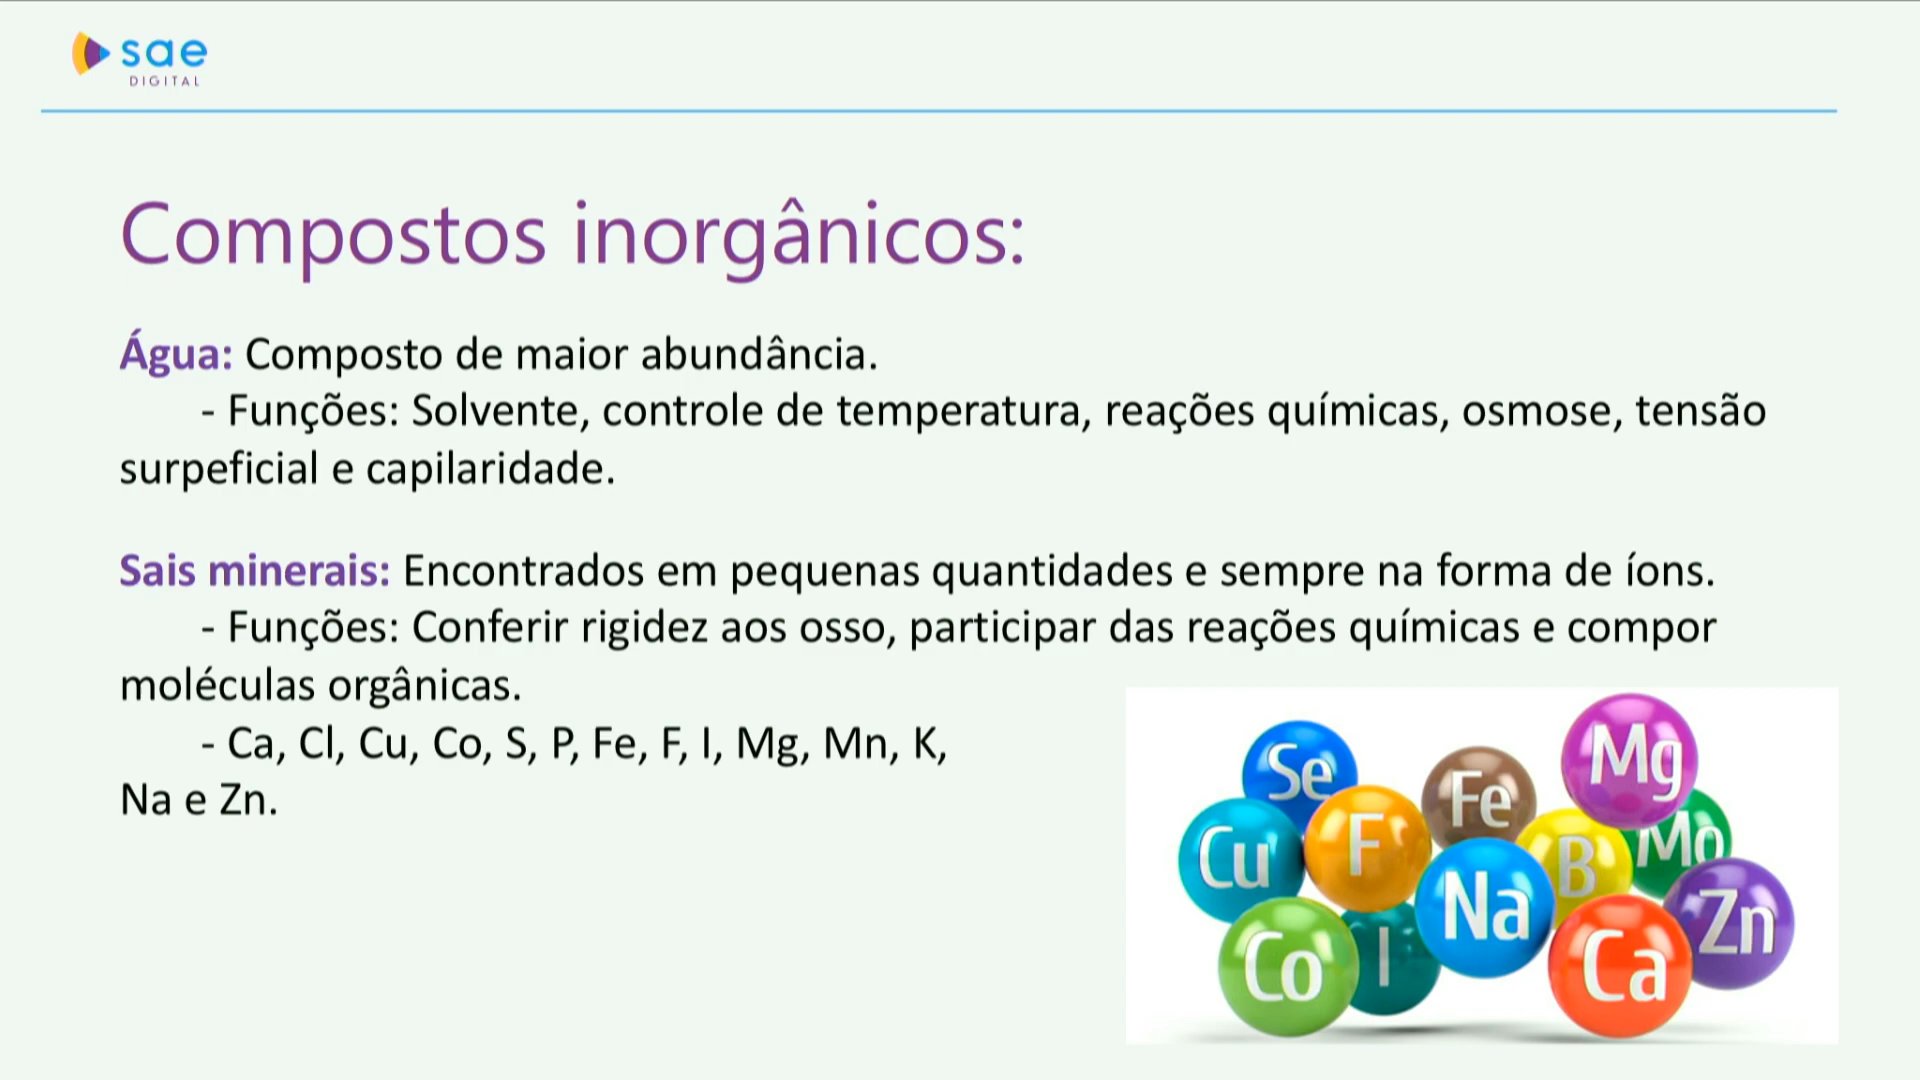 sae
DIGITAL
Compostos inorgânicos:
Água: Composto de maior abundância.
- Funções: Solvente, controle de temperatura, reações químicas, osmose, tensão
surpeficial e capilaridade.
Sais minerais: Encontrados em pequenas quantidades e sempre na forma de íons.
- Funções: Conferir rigidez aos osso, participar das reações químicas e compor
moléculas orgânicas.
- Ca, Cl, Cu, Co, S, P, Fe, F, I, Mg, Mn, K,
Na e Zn.
Se
Fe
Mg
Cu
F
B
Mo
Na
Zn
Co
I
Ca